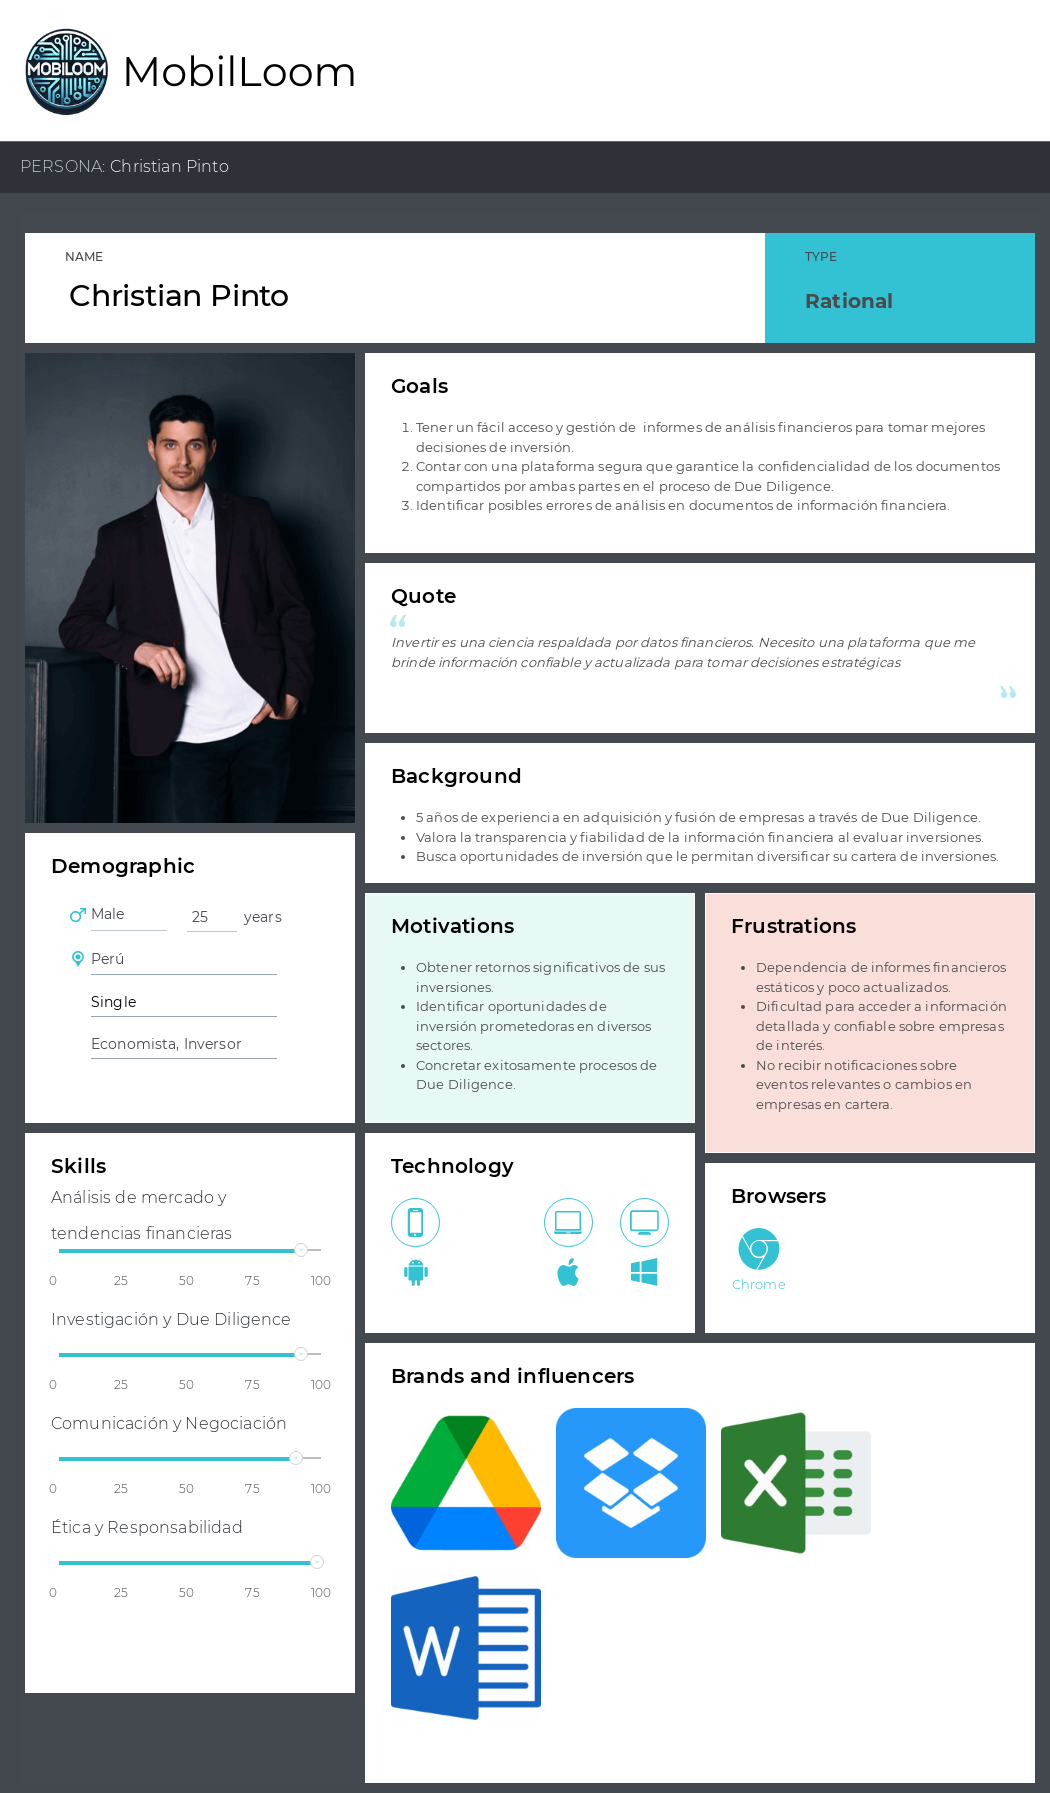 MOBILOOM
MobilLoom
PERSONA: Christian Pinto
NAME
Christian Pinto
TYPE
Rational
Goals
1. Tener un fácil acceso y gestión de  informes de análisis financieros para tomar mejores
decisiones de inversión.
2. Contar con una plataforma segura que garantice la confidencialidad de los documentos
compartidos por ambas partes en el proceso de Due Diligence.
3. Identificar posibles errores de análisis en documentos de información financiera.
Quote
“
Invertir es una ciencia respaldada por datos financieros. Necesito una plataforma que me
brinde información confiable y actualizada para tomar decisiones estratégicas
”
Background
• 5 años de experiencia en adquisición y fusión de empresas a través de Due Diligence.
• Valora la transparencia y fiabilidad de la información financiera al evaluar inversiones.
• Busca oportunidades de inversión que le permitan diversificar su cartera de inversiones.
Demographic
Male 25 years
Perú
Single
Economista, Inversor
Motivations
• Obtener retornos significativos de sus
inversiones.
• Identificar oportunidades de
inversión prometedoras en diversos
sectores.
• Concretar exitosamente procesos de
Due Diligence.
Frustrations
• Dependencia de informes financieros
estáticos y poco actualizados.
• Dificultad para acceder a información
detallada y confiable sobre empresas
de interés.
• No recibir notificaciones sobre
eventos relevantes o cambios en
empresas en cartera.
Skills
Análisis de mercado y
tendencias financieras
0 25 50 75 100
Investigación y Due Diligence
0 25 50 75 100
Comunicación y Negociación
0 25 50 75 100
Ética y Responsabilidad
0 25 50 75 100
Technology
Browsers
Chrome
Brands and influencers
X
W